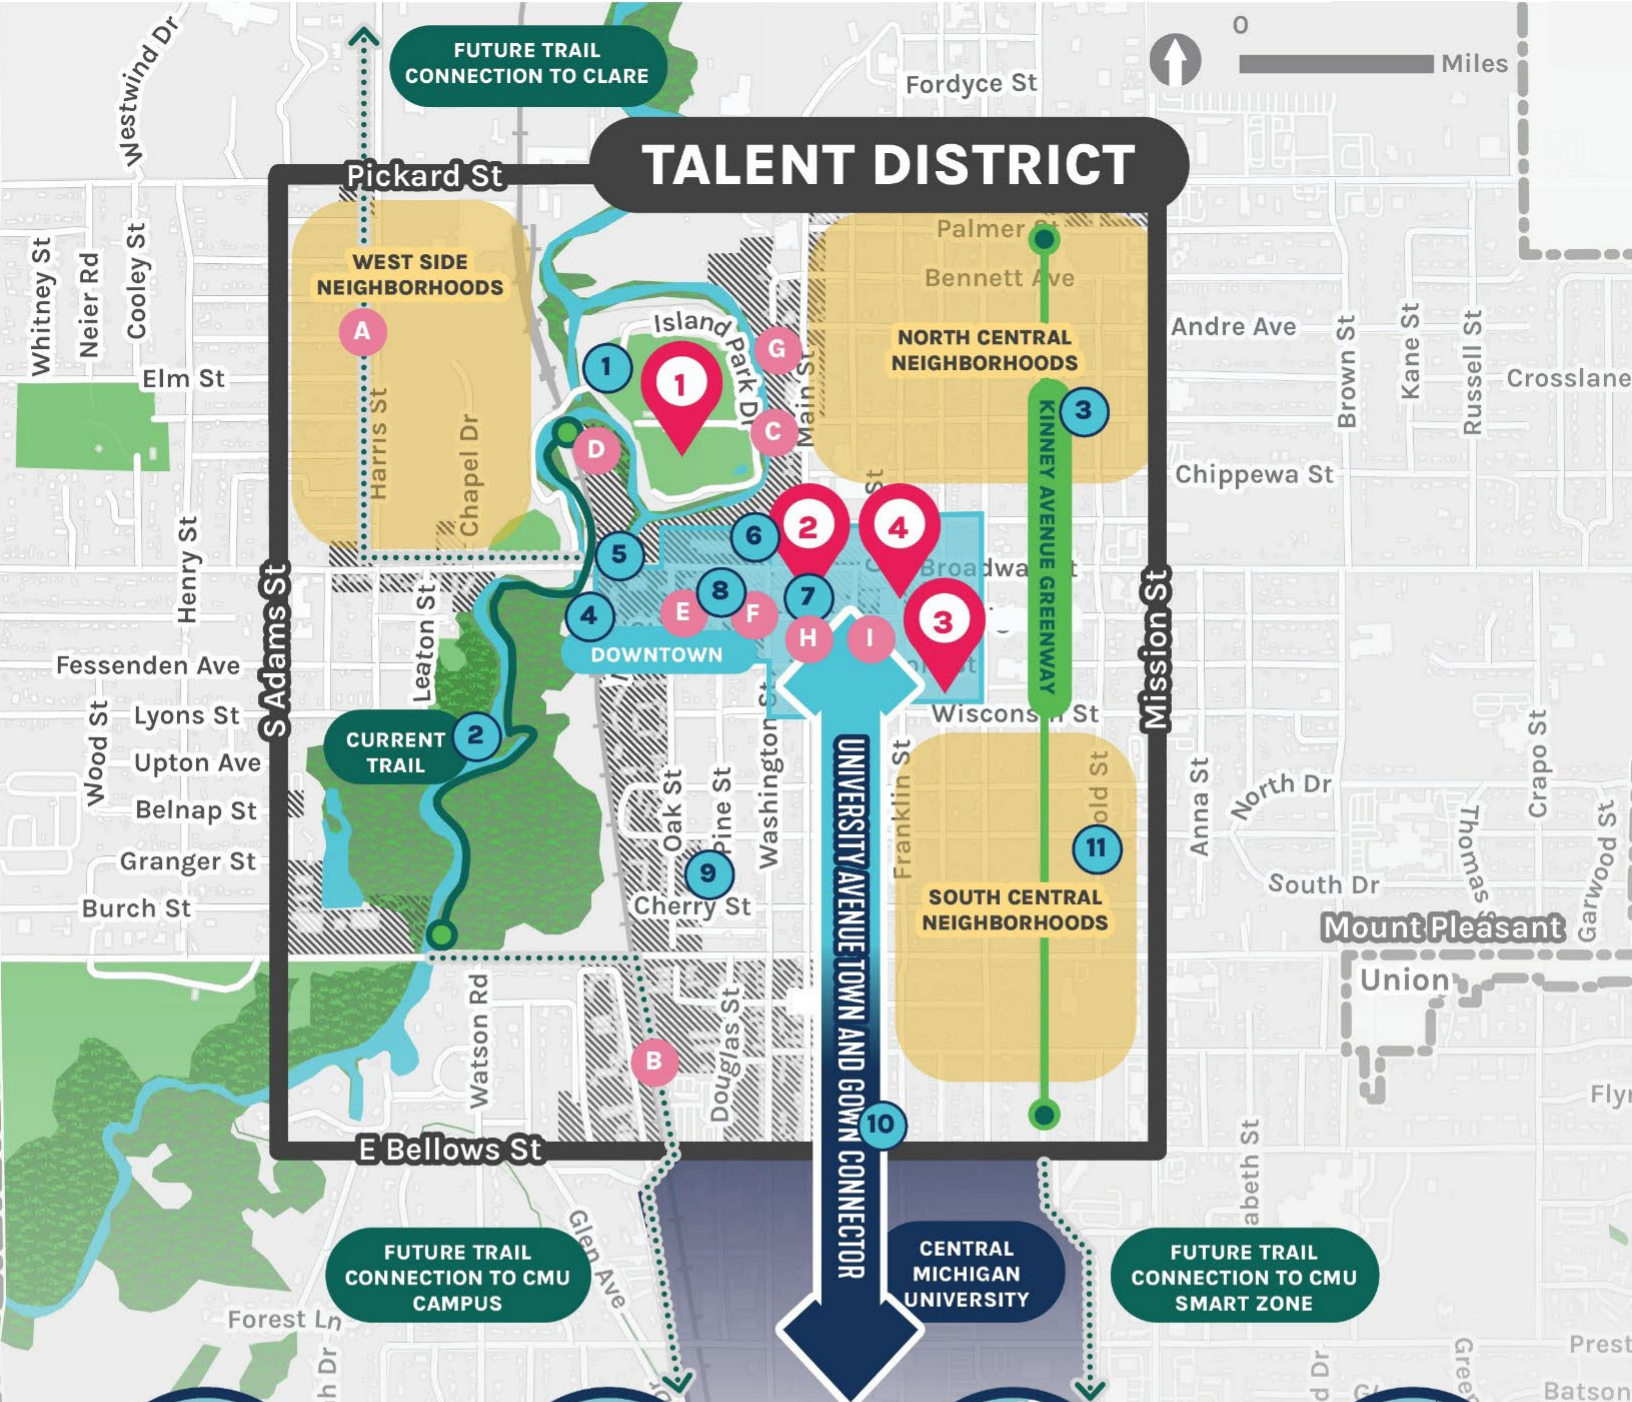 FUTURE TRAIL
CONNECTION TO CLARE
0
Miles
Westwind Dr
Fordyce St
TALENT DISTRICT
Pickard St
Palmer St
Bennett Ave
WEST SIDE
NEIGHBORHOODS
Whitney St
Neier Rd
Cooley St
A
Island Park Dr
1
1
G
Main St
NORTH CENTRAL
NEIGHBORHOODS
Andre Ave
Brown St
Kane St
Russell St
Crosslane
Elm St
Harris St
Chapel Dr
3
C
D
KINNEY AVENUE GREENWAY
Chippewa St
St
Henry St
2
4
6
5
Broadwa t
8
7
E
F
4
3
H
I
DOWNTOWN
S Adams St
Mission St
Leaton St
Fessenden Ave
Wood St
Lyons St
Wisconsin St
Washington St
CURRENT
TRAIL
2
Upton Ave
UNIVERSITY AVENUE TOWN AND GOWN CONNECTOR
Franklin St
old St
Anna St
North Dr
Crapo St
Oak St
Pine St
Belnap St
Thomas S
Garwood St
Granger St
9
11
Cherry St
South Dr
Burch St
SOUTH CENTRAL
NEIGHBORHOODS
Mount Pleasant
Union
Watson Rd
Douglas St
B
10
Flyn
E Bellows St
abeth St
Glen Ave
FUTURE TRAIL
CONNECTION TO CMU
CAMPUS
CENTRAL
MICHIGAN
UNIVERSITY
FUTURE TRAIL
CONNECTION TO CMU
SMART ZONE
Forest Ln
h Dr
d Dr
Gree
Prest
Batson